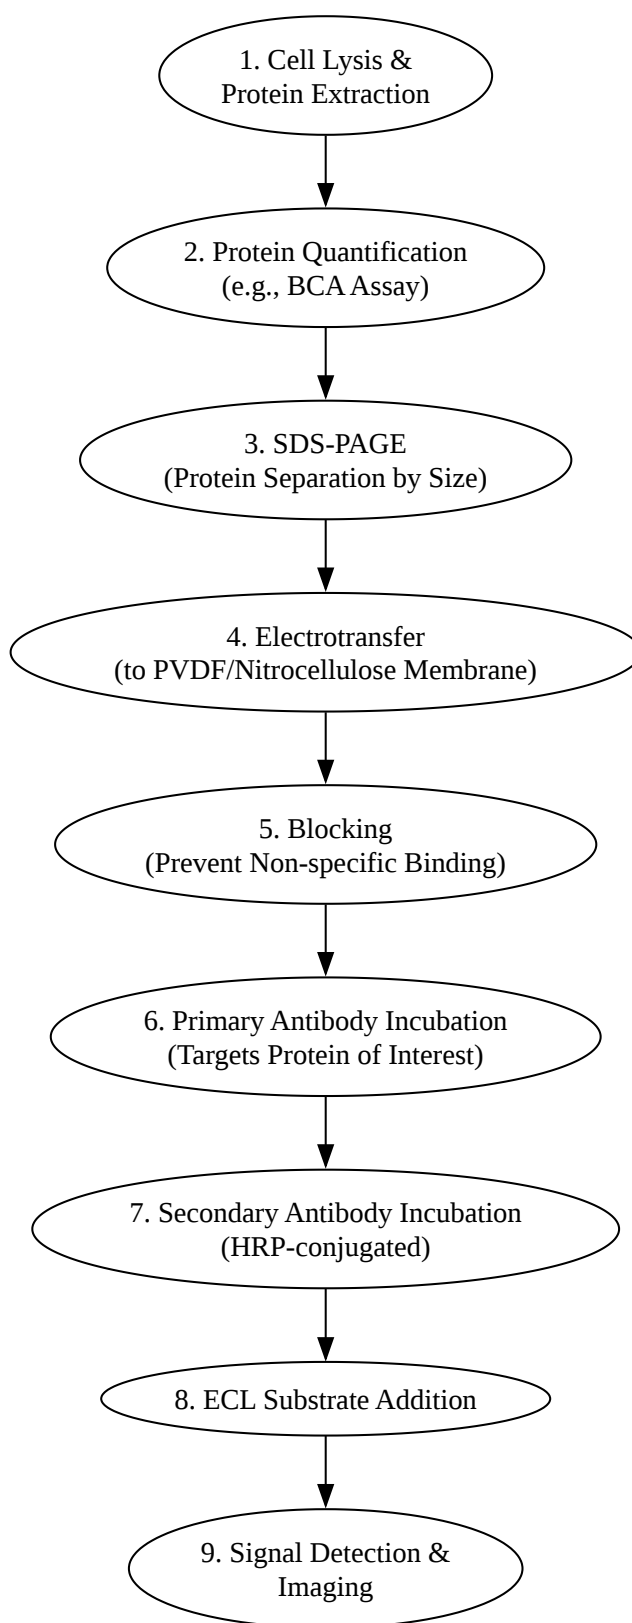 1. Cell Lysis &
Protein Extraction
2. Protein Quantification
(e.g., BCA Assay)
3. SDS-PAGE
(Protein Separation by Size)
4. Electrotransfer
(to PVDF/Nitrocellulose Membrane)
5. Blocking
(Prevent Non-specific Binding)
6. Primary Antibody Incubation
(Targets Protein of Interest)
7. Secondary Antibody Incubation
(HRP-conjugated)
8. ECL Substrate Addition
9. Signal Detection &
Imaging